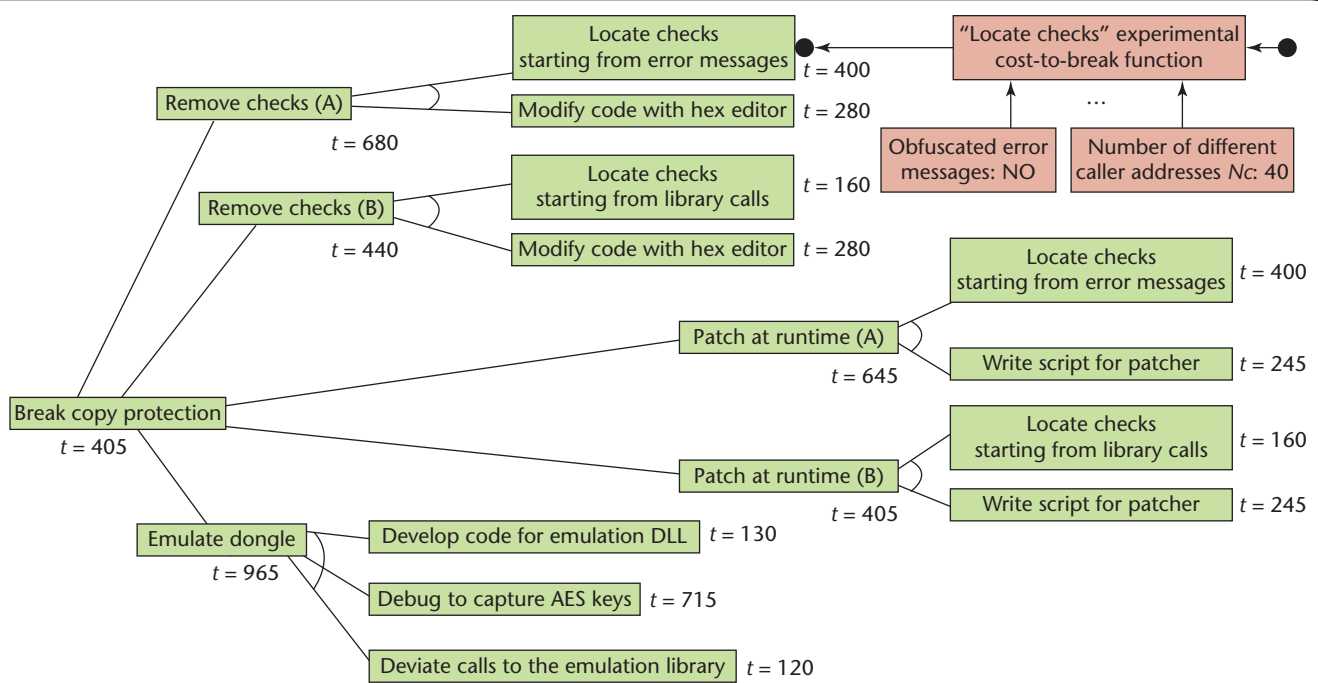 Locate checks
starting from error messages
t = 400
“Locate checks” experimental
cost-to-break function
...
Obfuscated error
messages: NO
Number of different
caller addresses Nc: 40
Remove checks (A)
t = 680
Modify code with hex editor
t = 280
Remove checks (B)
t = 440
Locate checks
starting from library calls
t = 160
Modify code with hex editor
t = 280
Break copy protection
t = 405
Patch at runtime (A)
t = 645
Locate checks
starting from error messages
t = 400
Write script for patcher
t = 245
Patch at runtime (B)
t = 405
Locate checks
starting from library calls
t = 160
Write script for patcher
t = 245
Emulate dongle
t = 965
Develop code for emulation DLL
t = 130
Debug to capture AES keys
t = 715
Deviate calls to the emulation library
t = 120